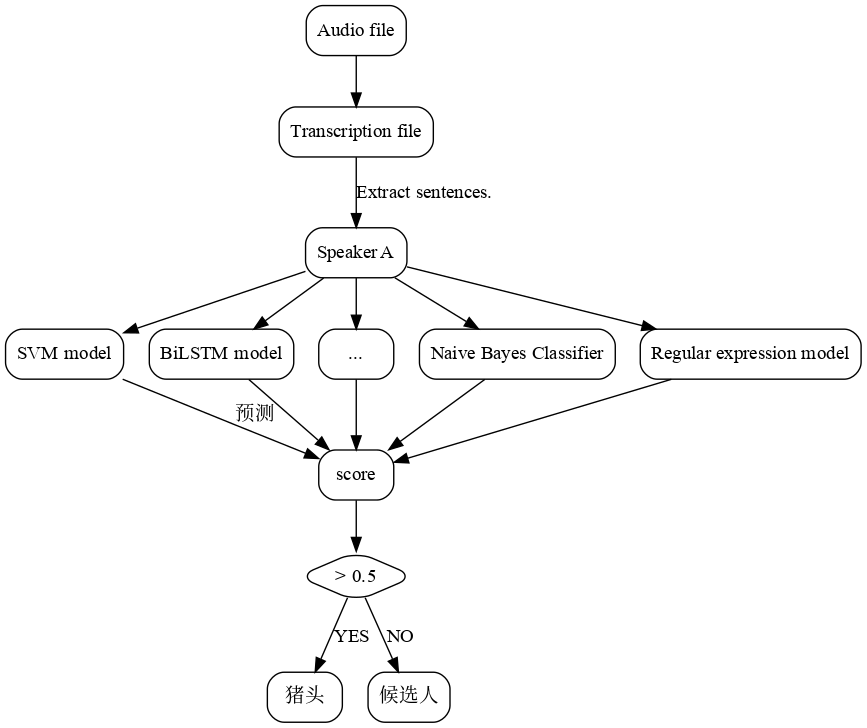 Audio file
Transcription file
Extract sentences.
Speaker A
SVM model
BiLSTM model
...
Naive Bayes Classifier
Regular expression model
预测
score
> 0.5
YES
NO
猪头
候选人